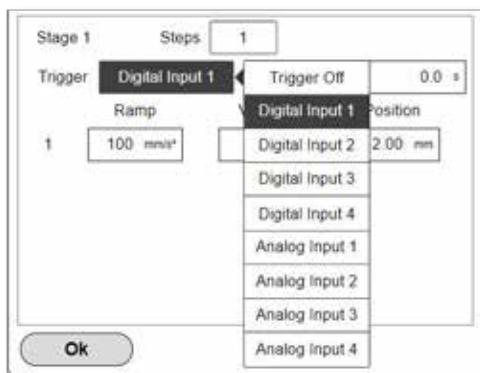 Stage 1 Steps 1
Trigger Digital Input 1 Trigger Off 0.0 s
Ramp Digital Input 1 Position
1 100 mm/s² Digital Input 2 2.00 mm
Digital Input 3
Digital Input 4
Analog Input 1
Analog Input 2
Analog Input 3
Ok Analog Input 4